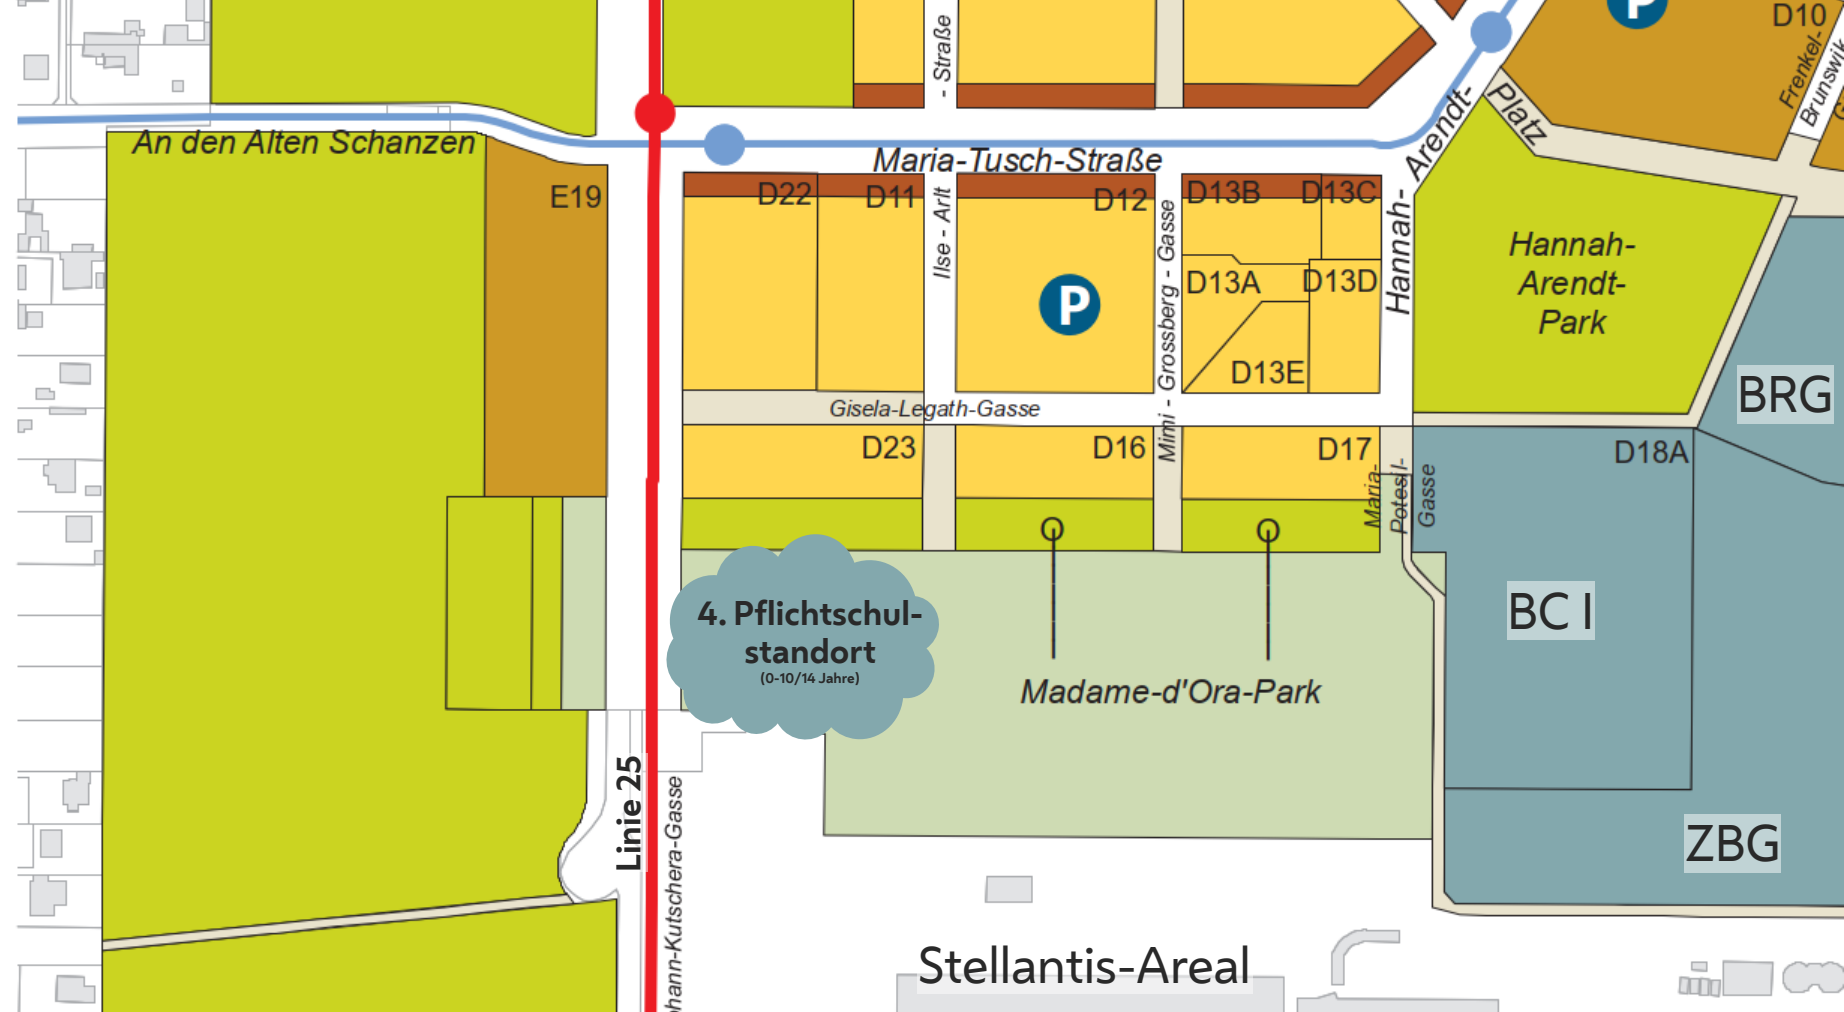 - Straße
P
D10
Frenkel-
Brunswik
Platz
Arendt-
Hannah-
An den Alten Schanzen
Maria-Tusch-Straße
E19
D22
D11
Ilse - Arlt
D12
Mimi - Grossberg - Gasse
D13B
D13C
D13A
D13D
D13E
P
Hannah-
Arendt-
Park
BRG
Gisela-Legath-Gasse
D23
D16
D17
D18A
Maria-
Potesil-
Gasse
4. Pflichtschul-
standort
(0-10/14 Jahre)
BC I
Madame-d'Ora-Park
Linie 25
hann-Kutschera-Gasse
ZBG
Stellantis-Areal